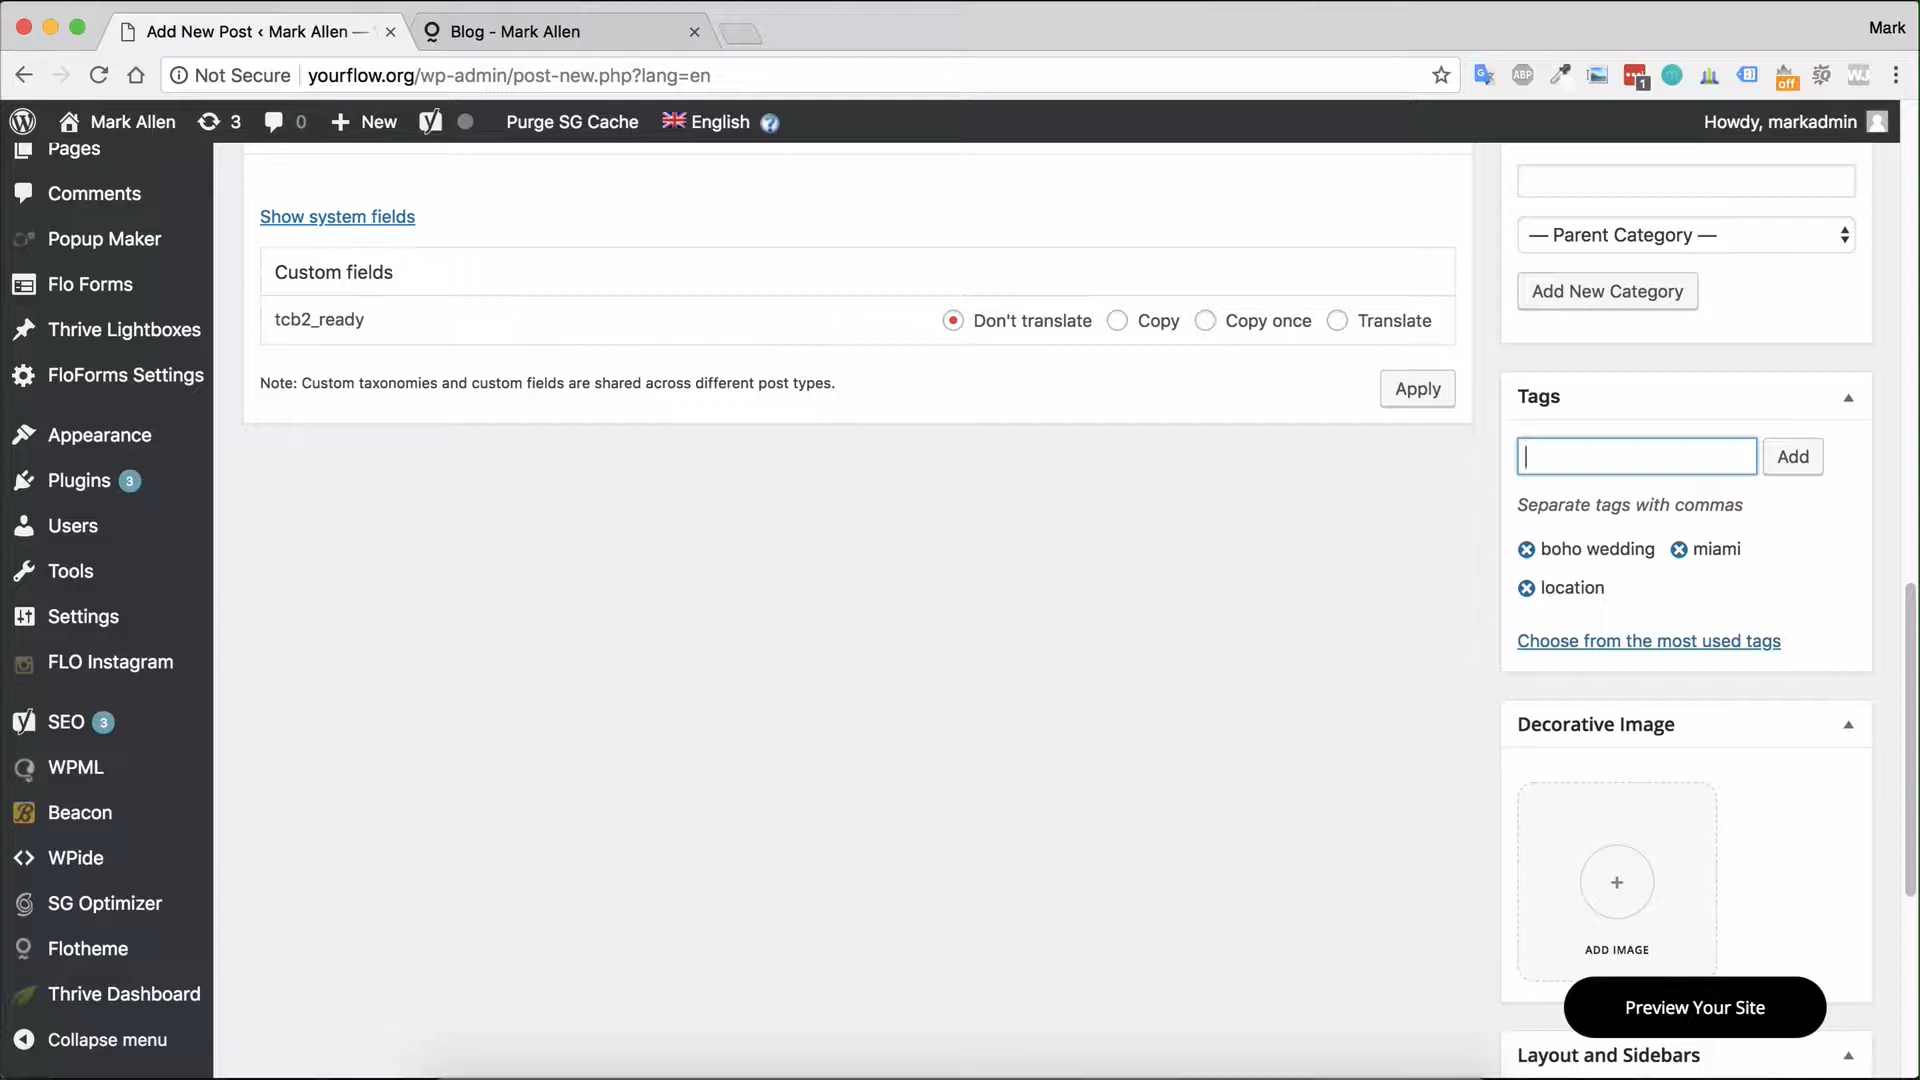 Add New Post ‹ Mark Allen —
Blog - Mark Allen
Mark
Not Secure
yourflow.org/wp-admin/post-new.php?lang=en
ABP
1
off
Mark Allen
3
0
New
Purge SG Cache
English
Howdy, markadmin
Pages
Comments
Popup Maker
Flo Forms
Thrive Lightboxes
FloForms Settings
Appearance
Plugins 3
Users
Tools
Settings
FLO Instagram
SEO 3
WPML
Beacon
WPide
SG Optimizer
Flotheme
Thrive Dashboard
Collapse menu
Show system fields
Custom fields
tcb2_ready
Don't translate
Copy
Copy once
Translate
Note: Custom taxonomies and custom fields are shared across different post types.
Apply
— Parent Category —
Add New Category
Tags
Add
Separate tags with commas
boho wedding
miami
location
Choose from the most used tags
Decorative Image
ADD IMAGE
Preview Your Site
Layout and Sidebars